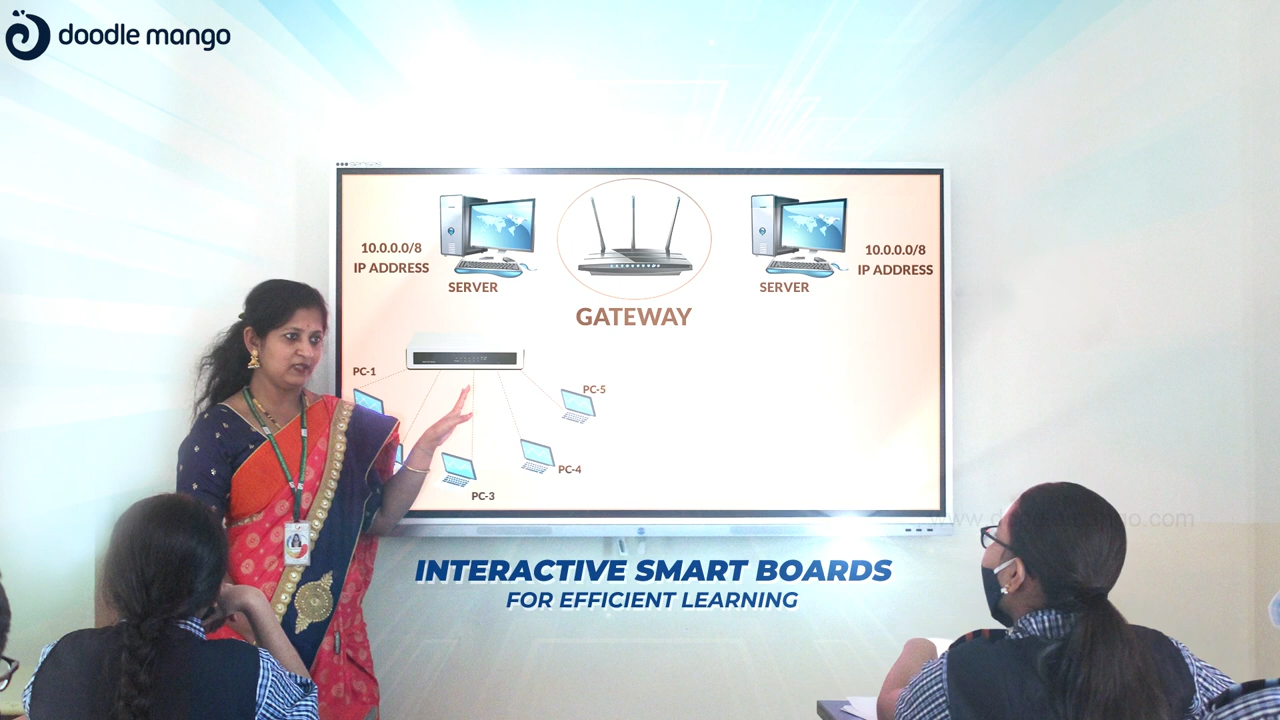 doodle mango
10.0.0.0/8
IP ADDRESS
SERVER
GATEWAY
SERVER
10.0.0.0/8
IP ADDRESS
PC-1
PC-5
PC-4
PC-3
INTERACTIVE SMART BOARDS
FOR EFFICIENT LEARNING